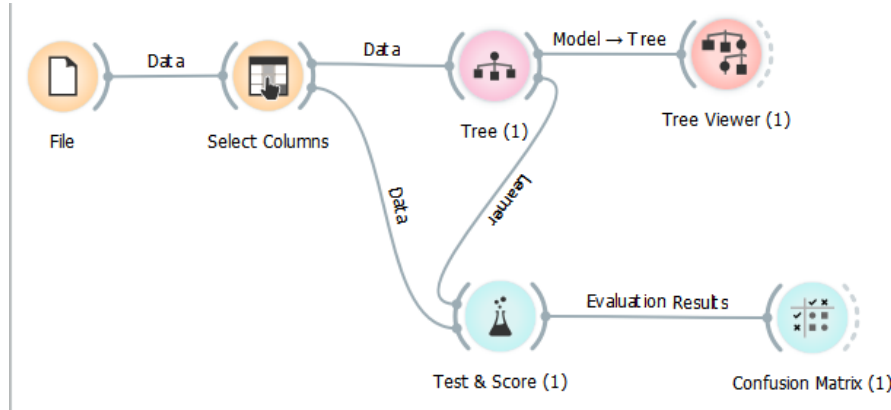 Data
Data
Model → Tree
File
Select Columns
Tree (1)
Tree Viewer (1)
Data
Learner
Evaluation Results
Test & Score (1)
Confusion Matrix (1)